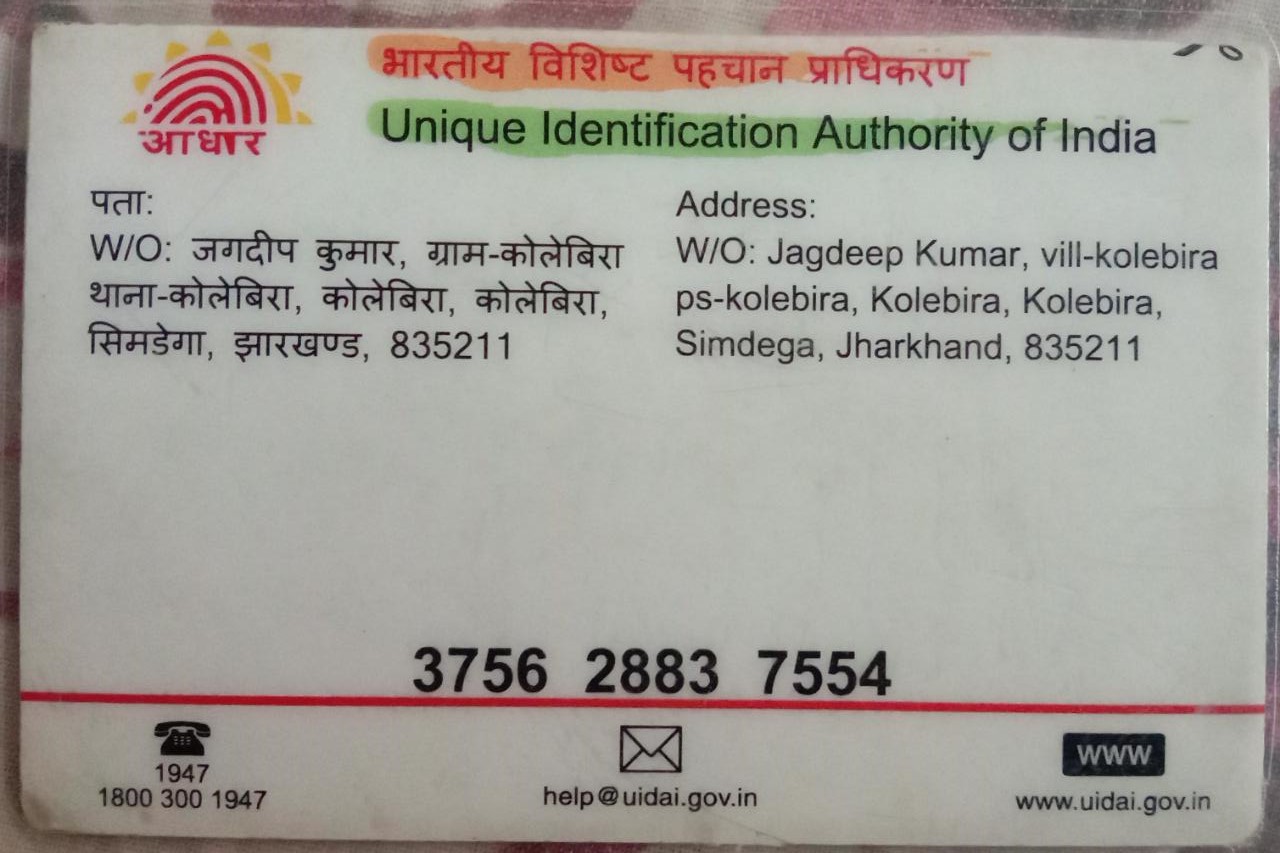 भारतीय विशिष्ट पहचान प्राधिकरण
Unique Identification Authority of India
आधार
पता:
W/O: जगदीप कुमार, ग्राम-कोलेबिरा
थाना-कोलेबिरा, कोलेबिरा, कोलेबिरा,
सिमडेगा, झारखण्ड, 835211
Address:
W/O: Jagdeep Kumar, vill-kolebira
ps-kolebira, Kolebira, Kolebira,
Simdega, Jharkhand, 835211
3756 2883 7554
1947
1800 300 1947
help@uidai.gov.in
www
www.uidai.gov.in